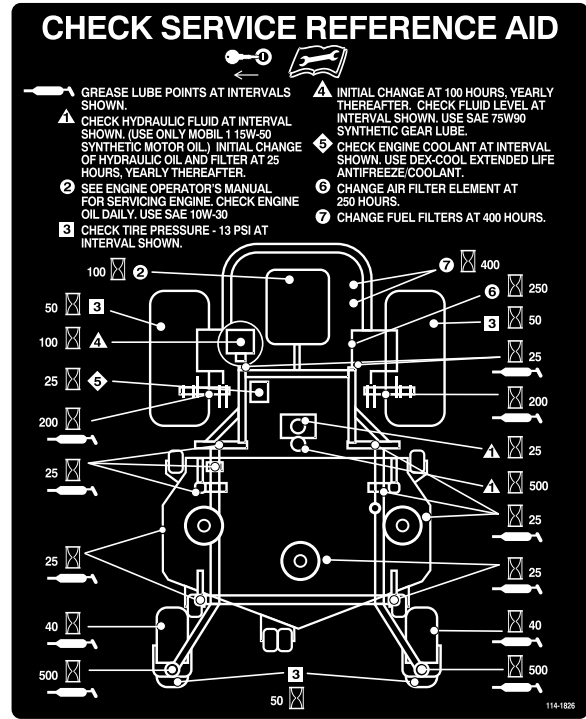 CHECK SERVICE REFERENCE AID
GREASE LUBE POINTS AT INTERVALS
SHOWN.
1 CHECK HYDRAULIC FLUID AT INTERVAL
SHOWN. (USE ONLY MOBIL 1 15W-50
SYNTHETIC MOTOR OIL.) INITIAL CHANGE
OF HYDRAULIC OIL AND FILTER AT 25
HOURS, YEARLY THEREAFTER.
2 SEE ENGINE OPERATOR'S MANUAL
FOR SERVICING ENGINE. CHECK ENGINE
OIL DAILY. USE SAE 10W-30
3 CHECK TIRE PRESSURE - 13 PSI AT
INTERVAL SHOWN.
4 INITIAL CHANGE AT 100 HOURS, YEARLY
THEREAFTER. CHECK FLUID LEVEL AT
INTERVAL SHOWN. USE SAE 75W90
SYNTHETIC GEAR LUBE.
5 CHECK ENGINE COOLANT AT INTERVAL
SHOWN. USE DEX-COOL EXTENDED LIFE
ANTIFREEZE/COOLANT.
6 CHANGE AIR FILTER ELEMENT AT
250 HOURS.
7 CHANGE FUEL FILTERS AT 400 HOURS.
100 2
50 3
100 4
25 5
200
25
25
40
500
7 400
6 250
3 50
25
200
1 25
1 500
25
25
40
500
3
50
114-1826